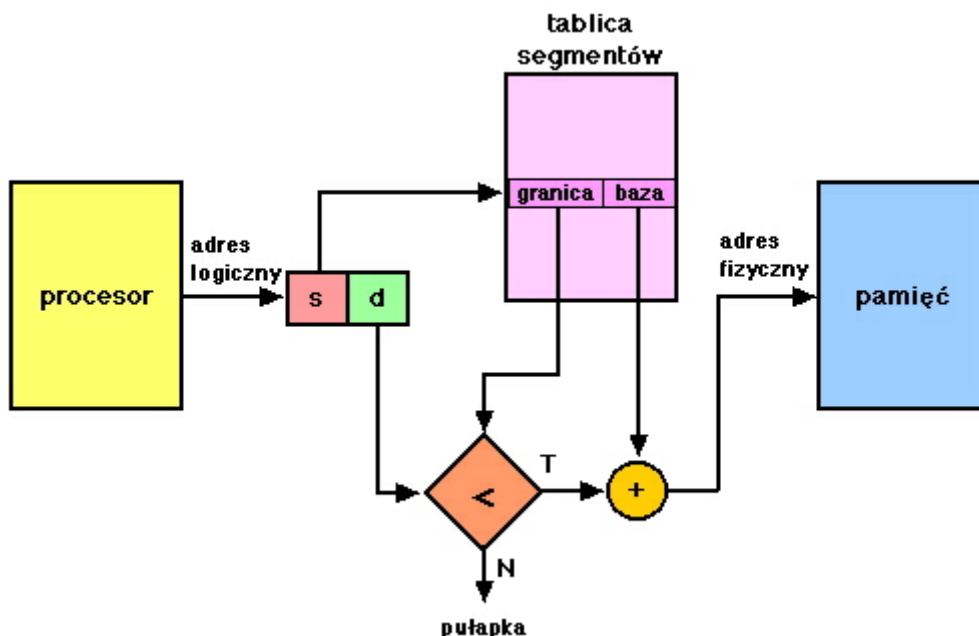 tablica
segmentów
granica baza
adres
logiczny
adres
fizyczny
procesor
s d
pamięć
<
T
+
N
pułapka